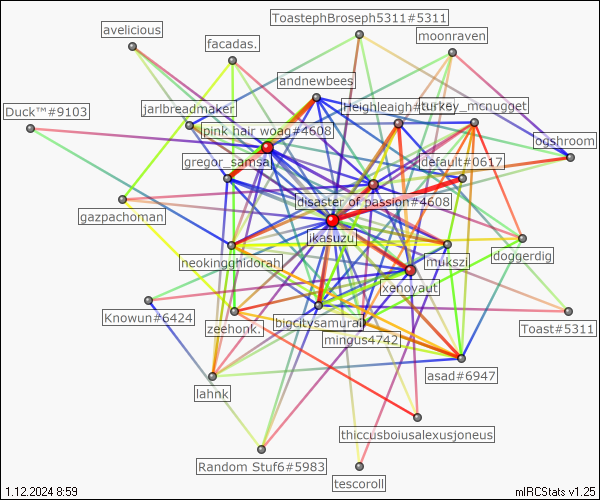 ToastephBroseph5311#5311
avelicious
moonraven
facadas.
andnewbees
Duck™#9103
jarlbreadmaker
turkey_mcnugget
pink hair woag#4608
ogshroom
gregor_samsa
default#0617
disaster of passion#4608
gazpachoman
ikasuzu
neokingghidorah
mukszi
doggerdig
xenoyaut
Knowun#6424
zeehonk.
bigcitysamurai
Toast#5311
mingus4742
asad#6947
lahnk
thiccusboiusalexusjoneus
Random Stuf6#5983
tescoroll
1.12.2024 8:59
mIRCStats v1.25